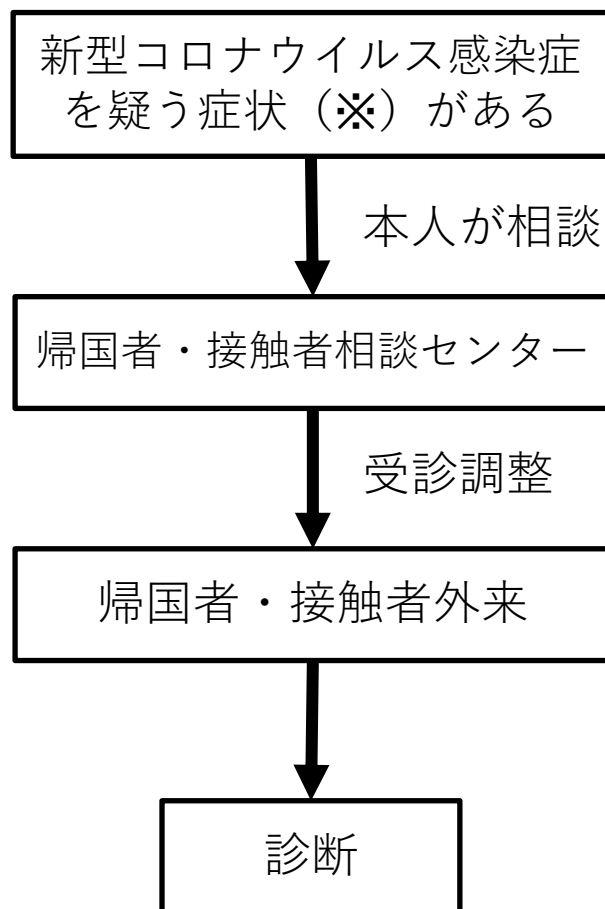 新型コロナウイルス感染症
を疑う症状（※）がある
本人が相談
帰国者・接触者相談センター
受診調整
帰国者・接触者外来
診断